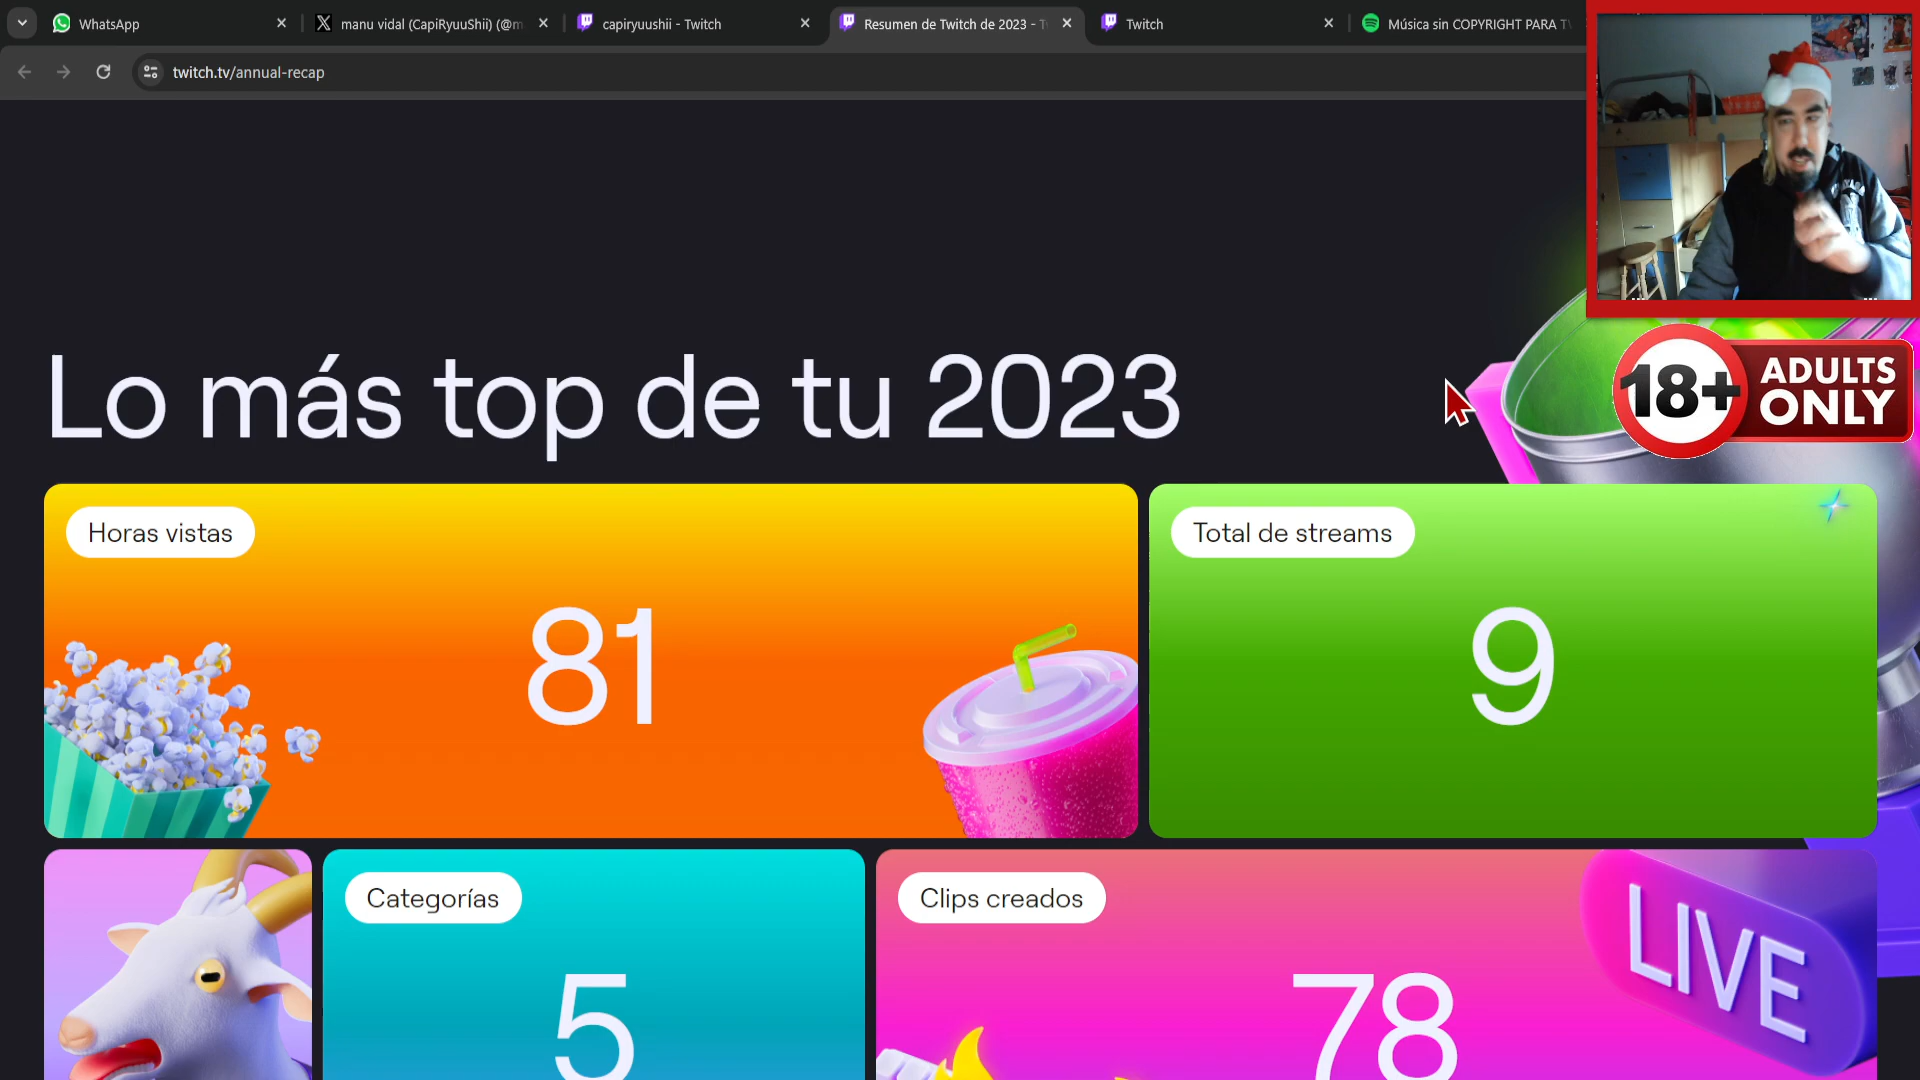 WhatsApp
manu vidal (CapiRyuuShii) (@m
capiryuushii - Twitch
Resumen de Twitch de 2023 - T
Twitch
Música sin COPYRIGHT PARA T
twitch.tv/annual-recap
18+ ADULTS
ONLY
Lo más top de tu 2023
Horas vistas
81
Total de streams
9
Categorías
5
Clips creados
78
LIVE